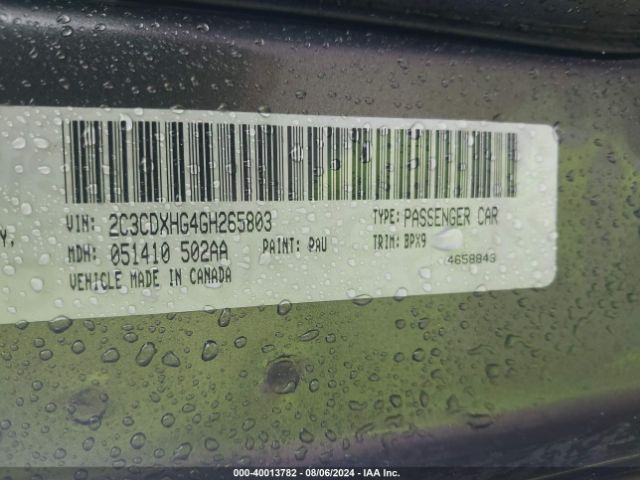 VIN: 2C3CDXHG4GH265803 TYPE: PASSENGER CAR
Y, MDH: 051410 502AA PAINT: PAU TRIM: BPX9
VEHICLE MADE IN CANADA 4658843
000-40013782 - 08/06/2024 - IAA Inc.